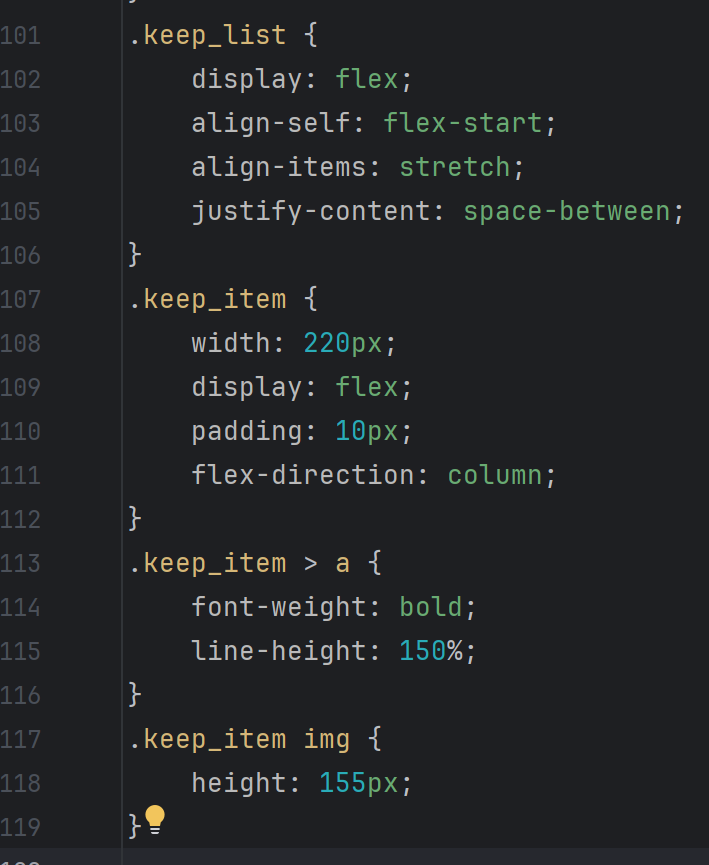 101 .keep_list {
102 display: flex;
103 align-self: flex-start;
104 align-items: stretch;
105 justify-content: space-between;
106 }
107 .keep_item {
108 width: 220px;
109 display: flex;
110 padding: 10px;
111 flex-direction: column;
112 }
113 .keep_item > a {
114 font-weight: bold;
115 line-height: 150%;
116 }
117 .keep_item img {
118 height: 155px;
119 }